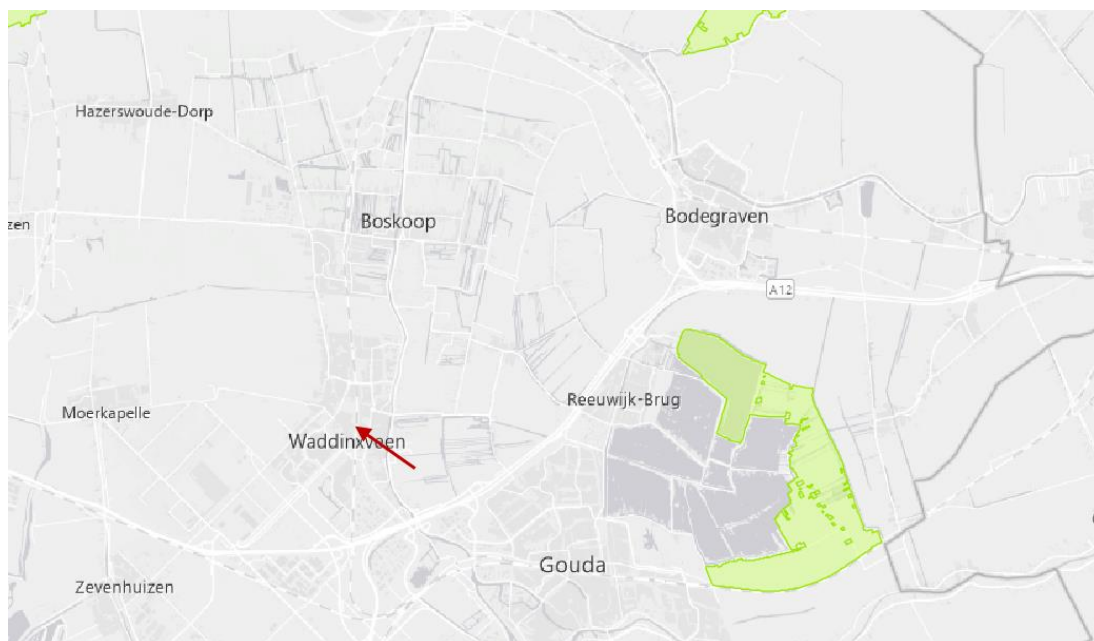 Hazerswoude-Dorp
zen
Boskoop
Bodegraven
A12
Reeuwijk-Brug
Moerkapelle
Waddinxveen
Gouda
Zevenhuizen